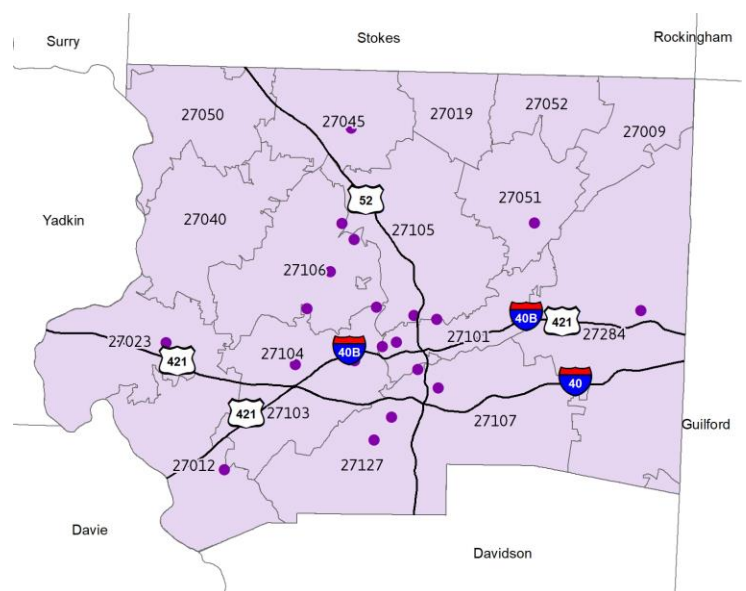 Surry
Stokes
Rockingham
27050
27045
27019
27052
27009
52
27051
Yadkin
27040
27105
27106
40B
421
27101
27284
27023
421
27104
40B
40
421
27103
27107
Guilford
27012
27127
Davie
Davidson